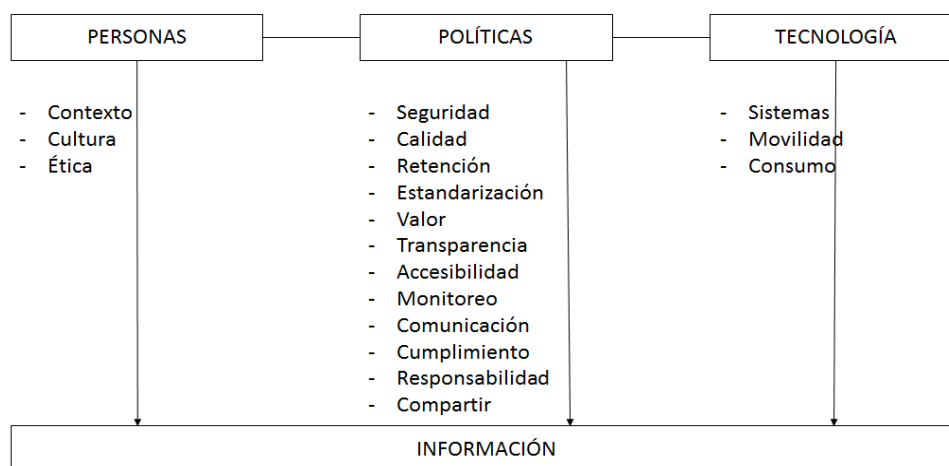 PERSONAS
POLÍTICAS
TECNOLOGÍA
- Contexto
- Cultura
- Ética
- Seguridad
- Calidad
- Retención
- Estandarización
- Valor
- Transparencia
- Accesibilidad
- Monitoreo
- Comunicación
- Cumplimiento
- Responsabilidad
- Compartir
- Sistemas
- Movilidad
- Consumo
INFORMACIÓN